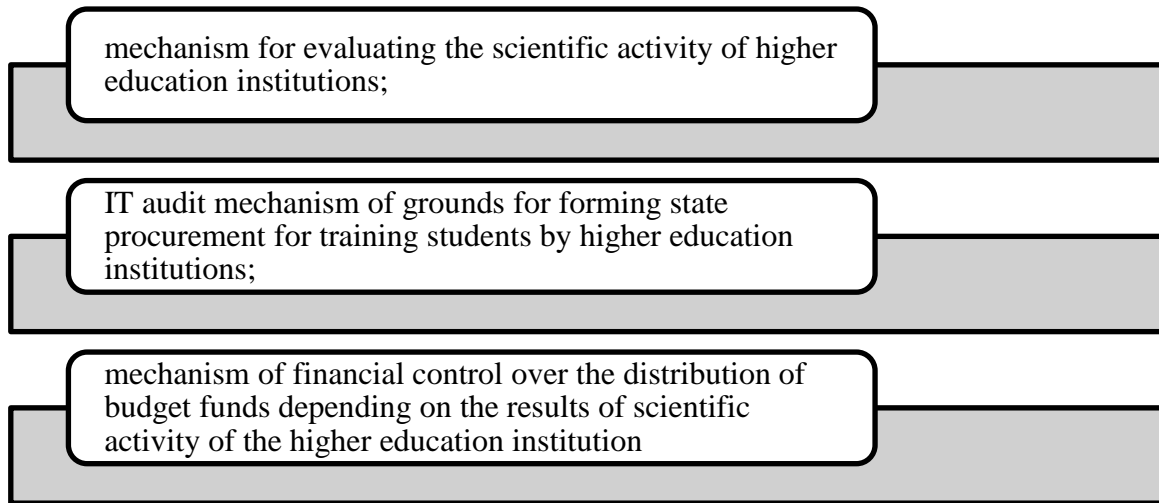 mechanism for evaluating the scientific activity of higher
education institutions;
IT audit mechanism of grounds for forming state
procurement for training students by higher education
institutions;
mechanism of financial control over the distribution of
budget funds depending on the results of scientific
activity of the higher education institution